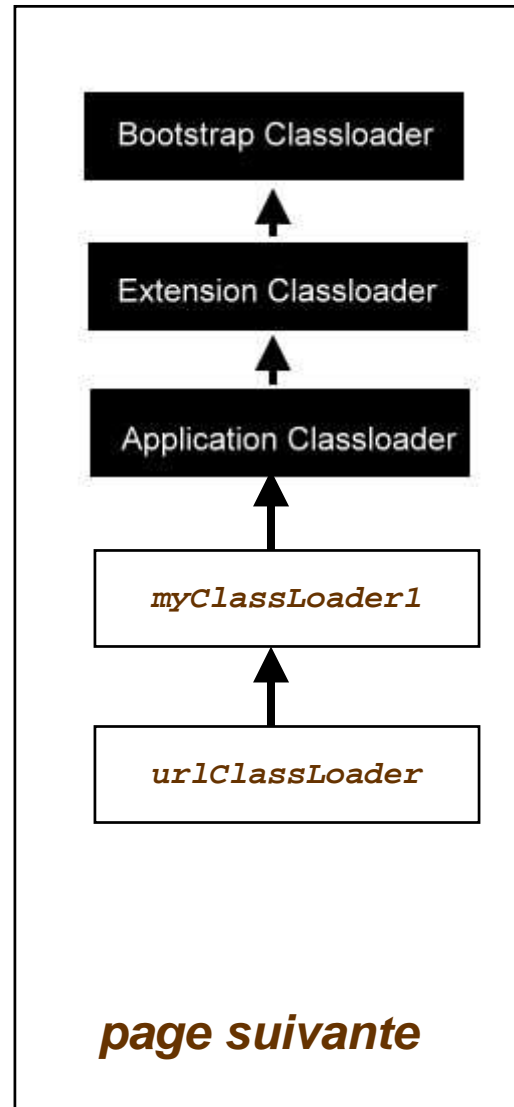 Bootstrap Classloader
Extension Classloader
Application Classloader
myClassLoader1
urlClassLoader
page suivante